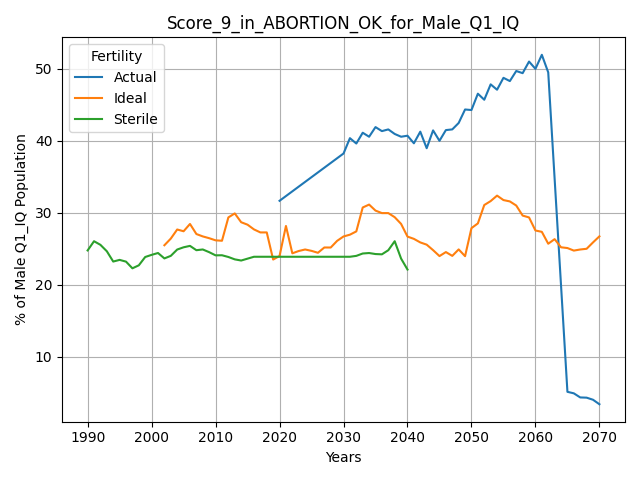 Score_9_in_ABORTION_OK_for_Male_Q1_IQ
Fertility
Actual
Ideal
Sterile
% of Male Q1_IQ Population
50
40
30
20
10
1990 2000 2010 2020 2030 2040 2050 2060 2070
Years